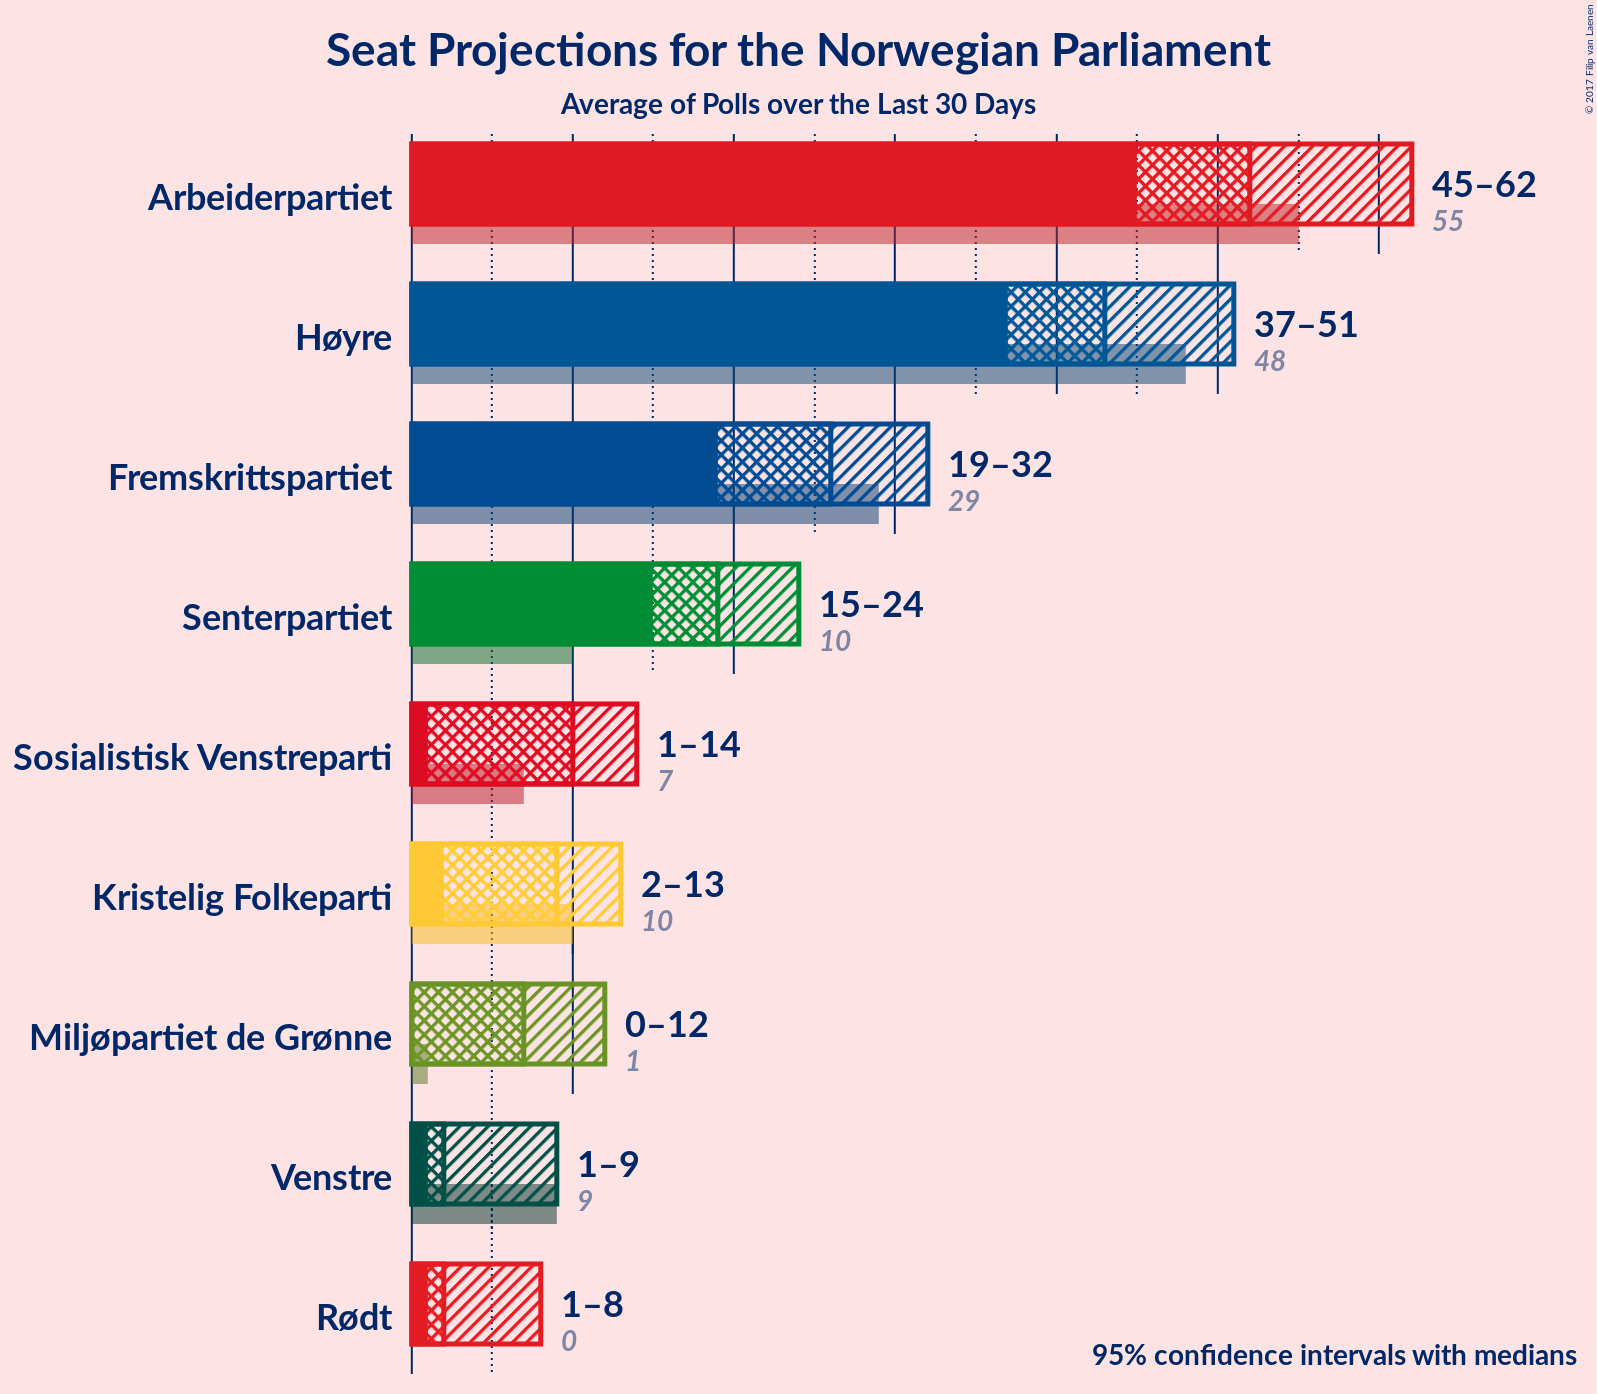 Seat Projections for the Norwegian Parliament
Average of Polls over the Last 30 Days
© 2017 Filip van Laenen
Arbeiderpartiet
45–62
55
Høyre
37–51
48
Fremskrittspartiet
19–32
29
Senterpartiet
15–24
10
Sosialistisk Venstreparti
1–14
7
Kristelig Folkeparti
2–13
10
Miljøpartiet de Grønne
0–12
1
Venstre
1–9
9
Rødt
1–8
0
95% confidence intervals with medians